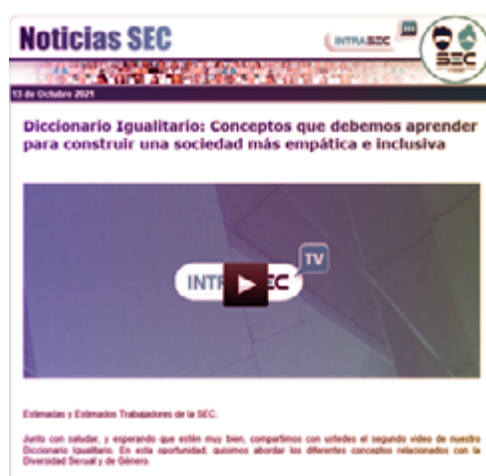 Noticias SEC
INTRASEC
SEC
13 de Octubre 2021
Diccionario Igualitario: Conceptos que debemos aprender
para construir una sociedad más empática e inclusiva
INTR EC
TV
Estimadas y Estimados Trabajadores de la SEC:
Junto con saludar, y esperando que estén muy bien, compartimos con ustedes el segundo video de nuestro
Diccionario Igualitario. En esta oportunidad, quisimos abordar los diferentes conceptos relacionados con la
Diversidad Sexual y de Género.